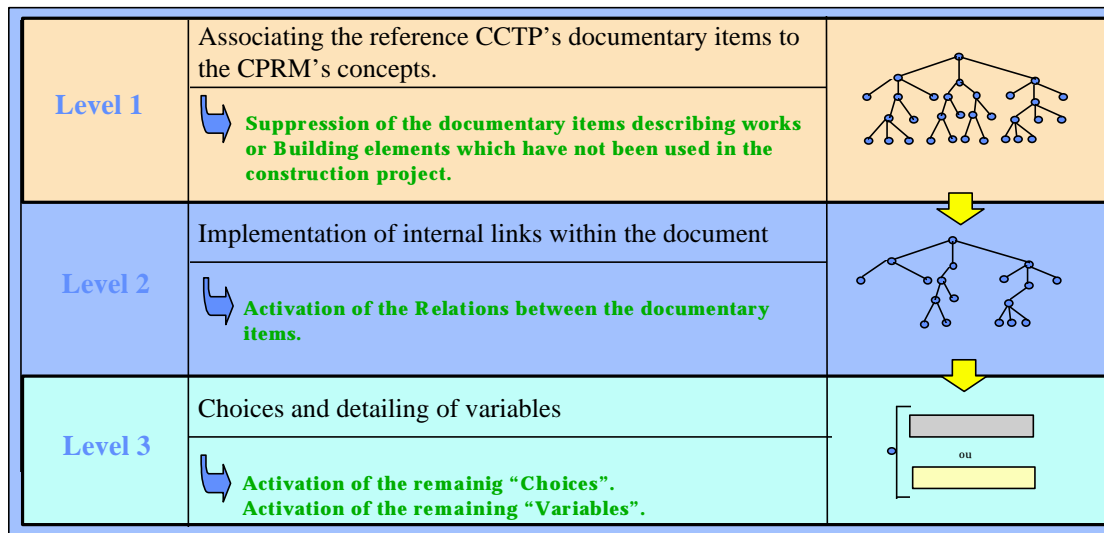 Level 1
Associating the reference CCTP’s documentary items to
the CPRM’s concepts.
Suppression of the documentary items describing works
or Building elements which have not been used in the
construction project.
Level 2
Implementation of internal links within the document
Activation of the Relations between the documentary
items.
Level 3
Choices and detailing of variables
Activation of the remainig “Choices”.
Activation of the remaining “Variables”.
ou